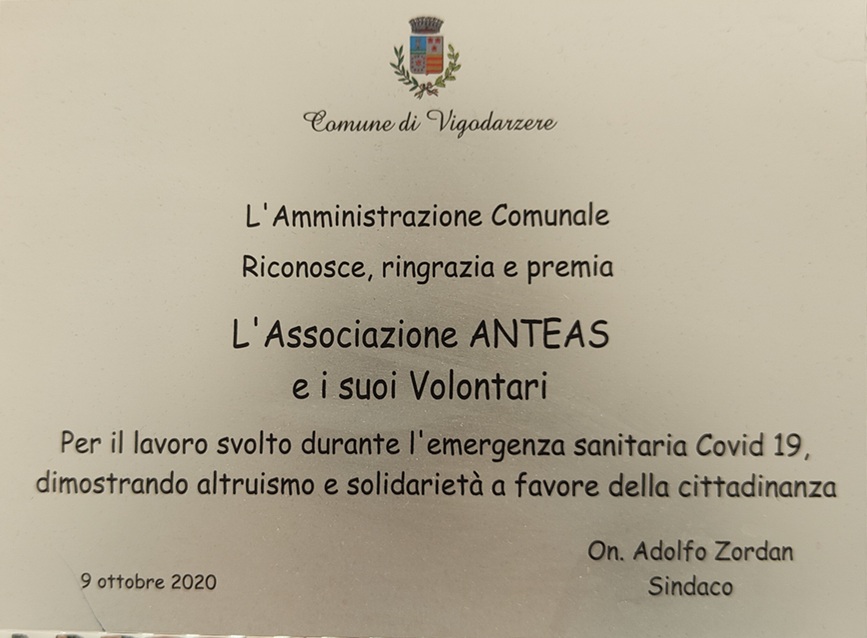 Comune di Vigodarzere
L'Amministrazione Comunale
Riconosce, ringrazia e premia
L'Associazione ANTEAS
e i suoi Volontari
Per il lavoro svolto durante l'emergenza sanitaria Covid 19,
dimostrando altruismo e solidarietà a favore della cittadinanza
On. Adolfo Zordan
9 ottobre 2020
Sindaco